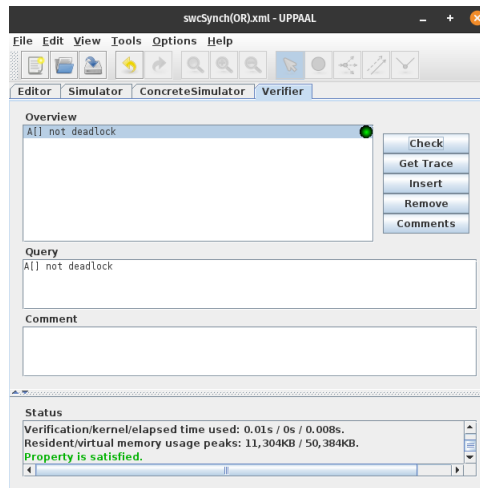 swcSynch(OR).xml - UPPAAL
File Edit View Tools Options Help
Editor Simulator ConcreteSimulator Verifier
Overview
A[] not deadlock
Check
Get Trace
Insert
Remove
Comments
Query
A[] not deadlock
Comment
Status
Verification/kernel/elapsed time used: 0.01s / 0s / 0.008s.
Resident/virtual memory usage peaks: 11,304KB / 50,384KB.
Property is satisfied.